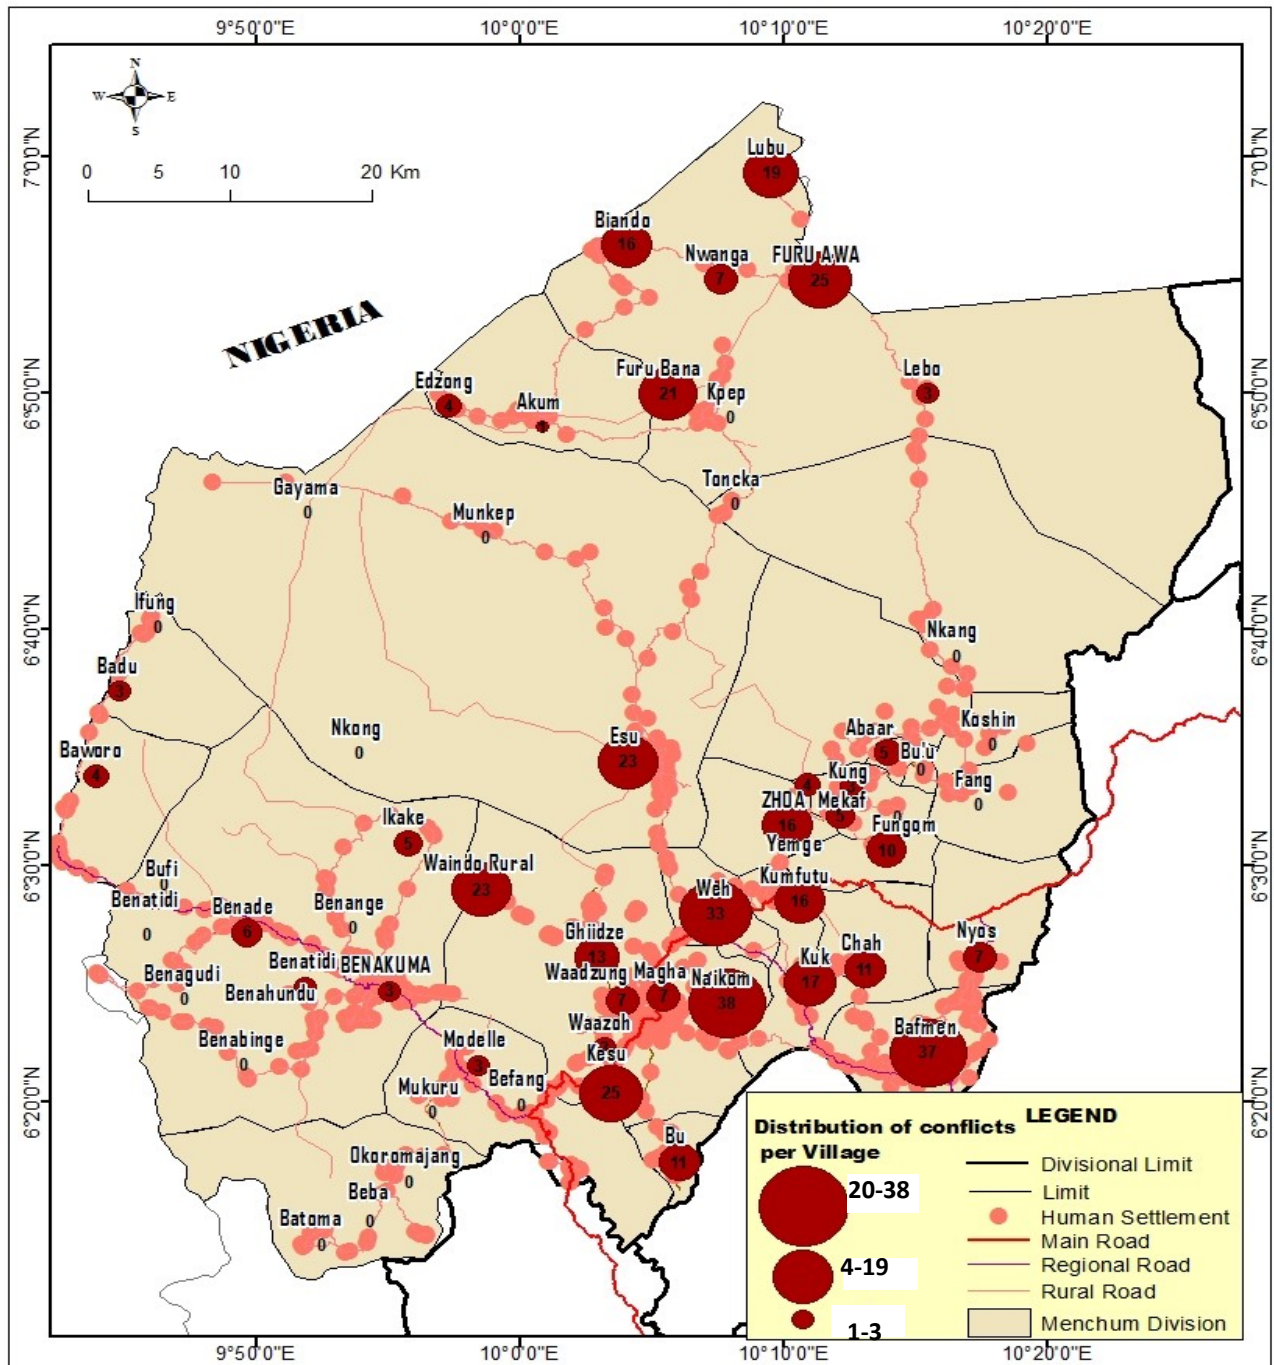 9°50'0"E 10°0'0"E 10°10'0"E 10°20'0"E
N
W E
S
0 5 10 20 Km
7°0'0"N 7°0'0"N
Lubu
19
Biando
16
Nwanga
7
FURU AWA
25
NIGERIA
6°50'0"N 6°50'0"N
Edzong
4
Akum
1
Furu Bana
21
Kpep
0
Lebo
3
Gayama
0
Munkep
0
Toncka
0
6°40'0"N 6°40'0"N
Ifung
0
Badu
3
Nkang
0
Baworo
4
Nkong
0
Esu
23
Abaar
5
Bu'u
0
Koshin
0
Kung
3
4
Fang
0
ZHOA
16
Mekaf
5
0
Fungom
10
Yemge
6°30'0"N 6°30'0"N
Ikake
5
Waindo Rural
23
Weh
33
Kumfutu
16
Bufi
0
Benatidi
0
Benade
6
Benange
0
Ghiidze
13
Nyos
7
Benagudi
0
Benatidi
BENAKUMA
3
Benahundu
Waadzung
7
Magha
7
Naikom
38
Kuk
17
Chah
11
Benabinge
0
Modelle
3
Waazoh
Kesu
25
Bafmen
37
Mukuru
0
Befang
0
6°20'0"N 6°20'0"N
Bu
11
Okoromajang
0
Beba
0
Batoma
0
LEGEND
Distribution of conflicts
per Village
20-38
4-19
1-3
Divisional Limit
Limit
Human Settlement
Main Road
Regional Road
Rural Road
Menchum Division
9°50'0"E 10°0'0"E 10°10'0"E 10°20'0"E